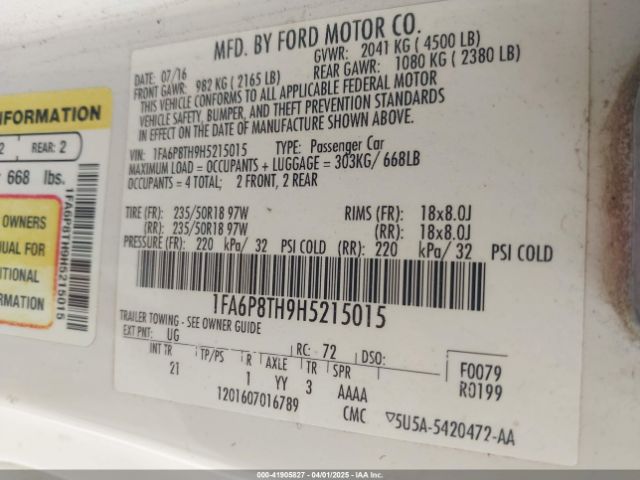 MFD. BY FORD MOTOR CO.
DATE: 07/16 GVWR: 2041 KG ( 4500 LB)
FRONT GAWR: 982 KG ( 2165 LB) REAR GAWR: 1080 KG ( 2380 LB)
THIS VEHICLE CONFORMS TO ALL APPLICABLE FEDERAL MOTOR
VEHICLE SAFETY, BUMPER, AND THEFT PREVENTION STANDARDS
IN EFFECT ON THE DATE OF MANUFACTURE SHOWN ABOVE.
VIN: 1FA6P8TH9H5215015 TYPE: Passenger Car
MAXIMUM LOAD = OCCUPANTS + LUGGAGE = 303KG/ 668LB
OCCUPANTS = 4 TOTAL; 2 FRONT, 2 REAR
TIRE (FR): 235/50R18 97W RIMS (FR): 18x8.0J
(RR): 235/50R18 97W (RR): 18x8.0J
PRESSURE (FR): 220 kPa/ 32 PSI COLD (RR): 220 kPa/ 32 PSI COLD
1FA6P8TH9H5215015
TRAILER TOWING - SEE OWNER GUIDE
EXT PNT: UG RC: 72 DSO: F0079
INT TR TP/PS R AXLE TR SPR R0199
21 1 YY 3 AAAA
1201607016789 CMC 5U5A-5420472-AA
INFORMATION
2 REAR: 2
668 lbs.
OWNERS
NUAL FOR
ITIONAL
ORMATION
1FA6P8TH9H5215015
000-41905827 - 04/01/2025 - IAAI.COM